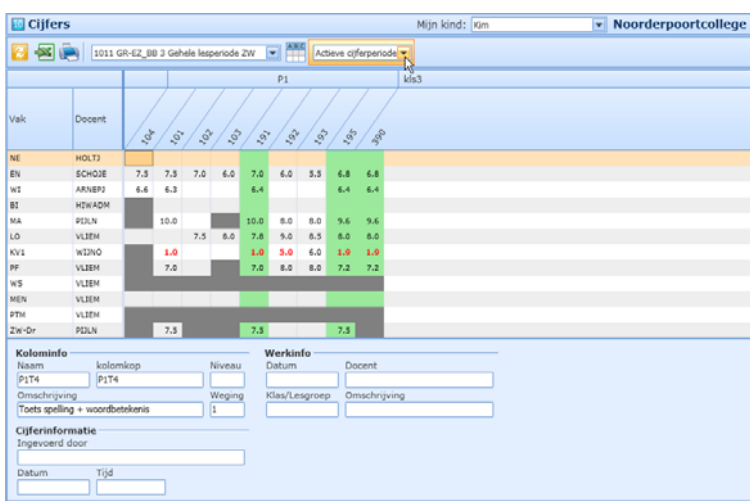 Cijfers Mijn kind: Kim Noorderpoortcollege
1011 GR-EZ_BB 3 Gehele lesperiode ZW ABC Actieve cijferperiode
P1 kls3
Vak Docent 104 101 102 103 191 192 193 195 390
NE HOLTJ
EN SCHOJE 7.5 7.5 7.0 6.0 7.0 6.0 5.5 6.8 6.8
WI ARNEPJ 6.6 6.3 6.4 6.4 6.4
BI HIWADM
MA PIJLN 10.0 10.0 8.0 8.0 9.6 9.6
LO VLIEM 7.5 8.0 7.8 9.0 8.5 8.0 8.0
KV1 WIJNO 1.0 1.0 5.0 6.0 1.9 1.9
PF VLIEM 7.0 7.0 8.0 8.0 7.2 7.2
WS VLIEM
MEN VLIEM
PTM VLIEM
ZW-Dr PIJLN 7.5 7.5 7.5
Kolominfo Werkinfo
Naam kolomkop Niveau Datum Docent
P1T4 P1T4
Omschrijving Weging Klas/Lesgroep Omschrijving
Toets spelling + woordbetekenis 1
Cijferinformatie
Ingevoerd door
Datum Tijd